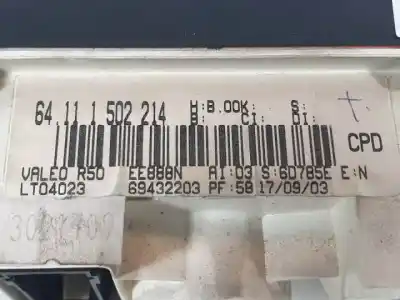 64.11 1 502 214 H:B.00K: S:
B: CI: DI:
CPD
VALEO R50 EE888N AI:03 S:6D785E E:N
LT04023 69432203 PF:58 17/09/03